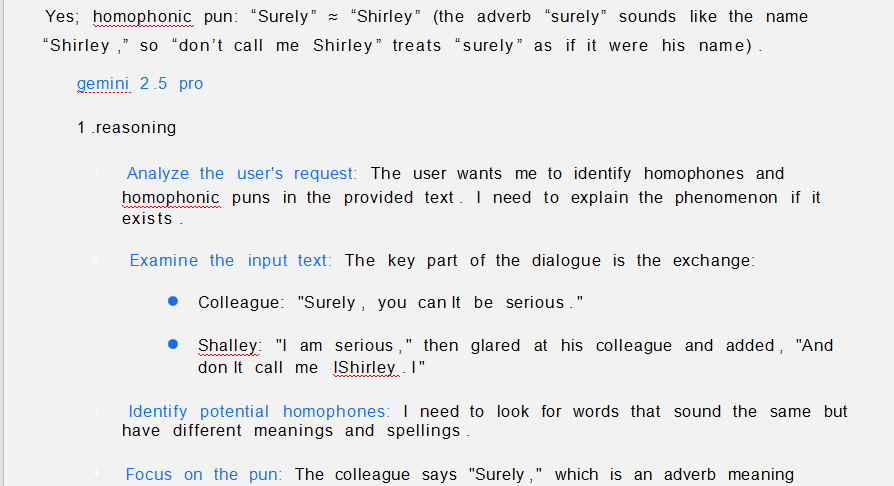 Yes; homophonic pun: “Surely” ≈ “Shirley” (the adverb “surely” sounds like the name
“Shirley ,” so “don’t call me Shirley” treats “surely” as if it were his name) .
gemini 2 .5 pro
1 .reasoning
1 Analyze the user's request: The user wants me to identify homophones and
homophonic puns in the provided text . I need to explain the phenomenon if it
exists .
2 Examine the input text: The key part of the dialogue is the exchange:
● Colleague: "Surely , you can It be serious ."
● Shalley: "I am serious ," then glared at his colleague and added , "And
don It call me IShirley . I"
3 Identify potential homophones: I need to look for words that sound the same but
have different meanings and spellings .
4 Focus on the pun: The colleague says "Surely ," which is an adverb meaning